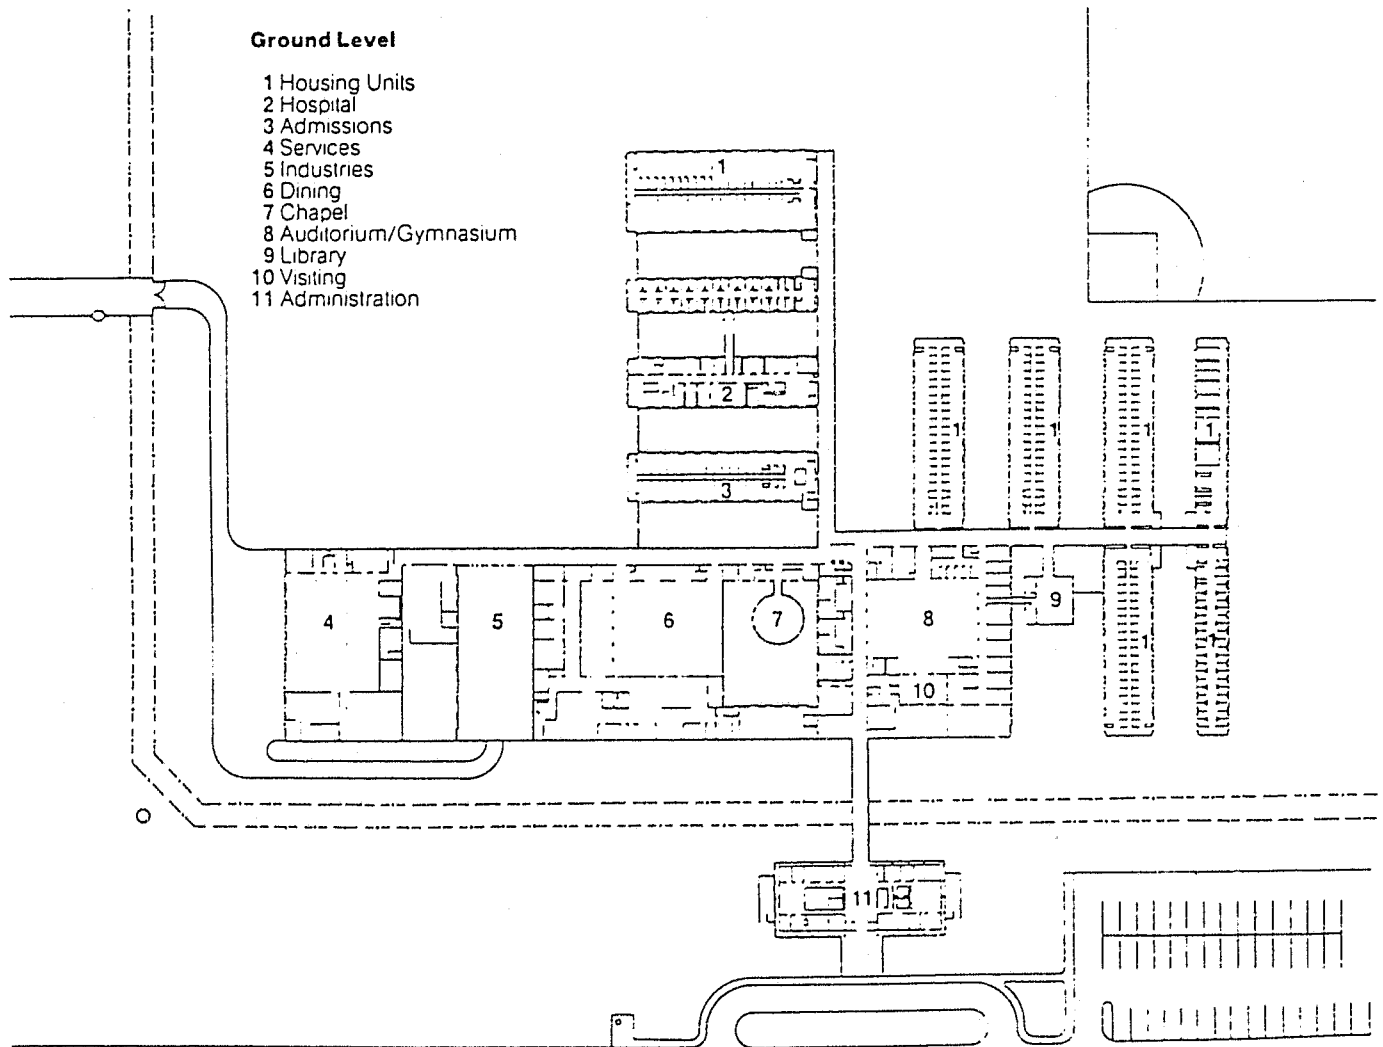 Ground Level
1 Housing Units
2 Hospital
3 Admissions
4 Services
5 Industries
6 Dining
7 Chapel
8 Auditorium/Gymnasium
9 Library
10 Visiting
11 Administration
1
2
3
1 1 1 1
4 5 6 7 8 9
1 1
10
11